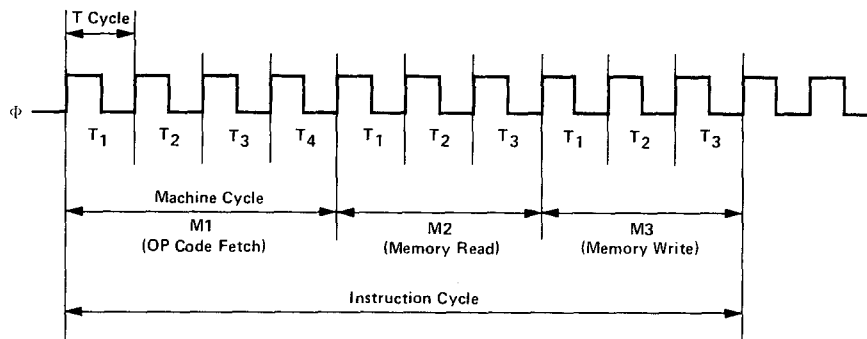 T Cycle
Φ
T1 T2 T3 T4 T1 T2 T3 T1 T2 T3
Machine Cycle
M1 M2 M3
(OP Code Fetch) (Memory Read) (Memory Write)
Instruction Cycle